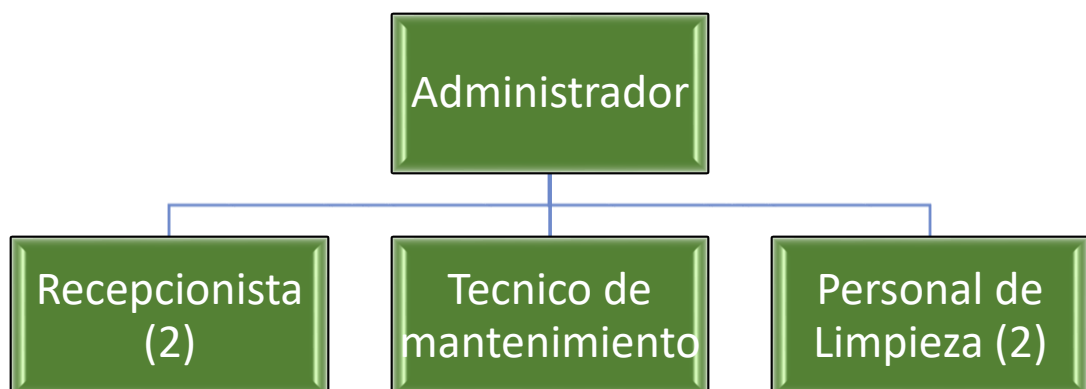 Administrador
Recepcionista
(2)
Tecnico de
mantenimiento
Personal de
Limpieza (2)